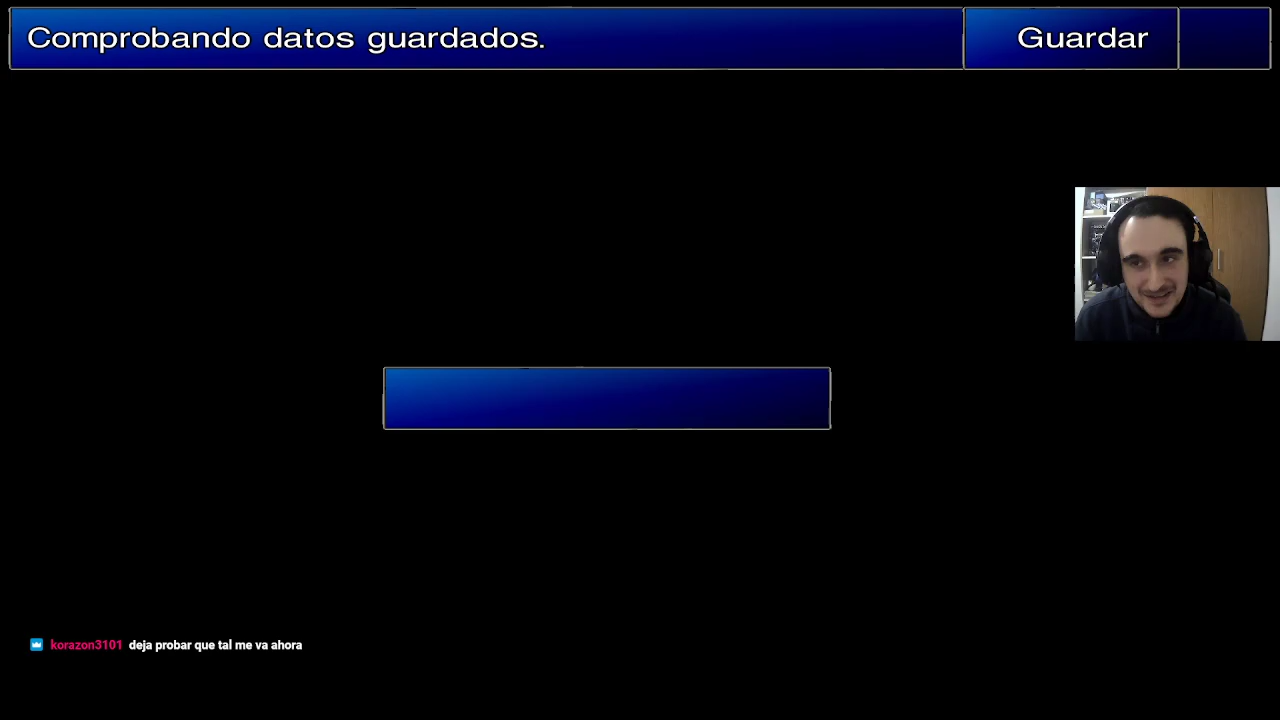 Comprobando datos guardados.
Guardar
korazon3101 deja probar que tal me va ahora